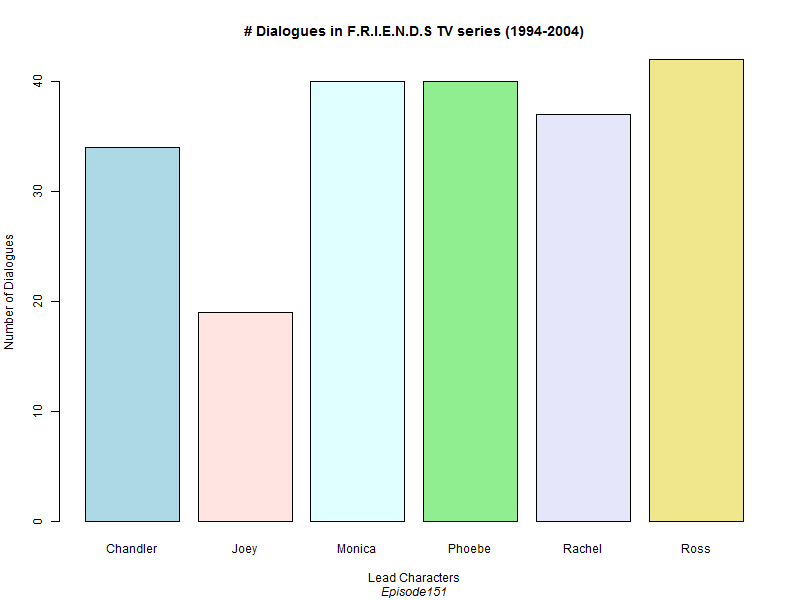 # Dialogues in F.R.I.E.N.D.S TV series (1994-2004)
Number of Dialogues
40
30
20
10
0
Chandler Joey Monica Phoebe Rachel Ross
Lead Characters
Episode151